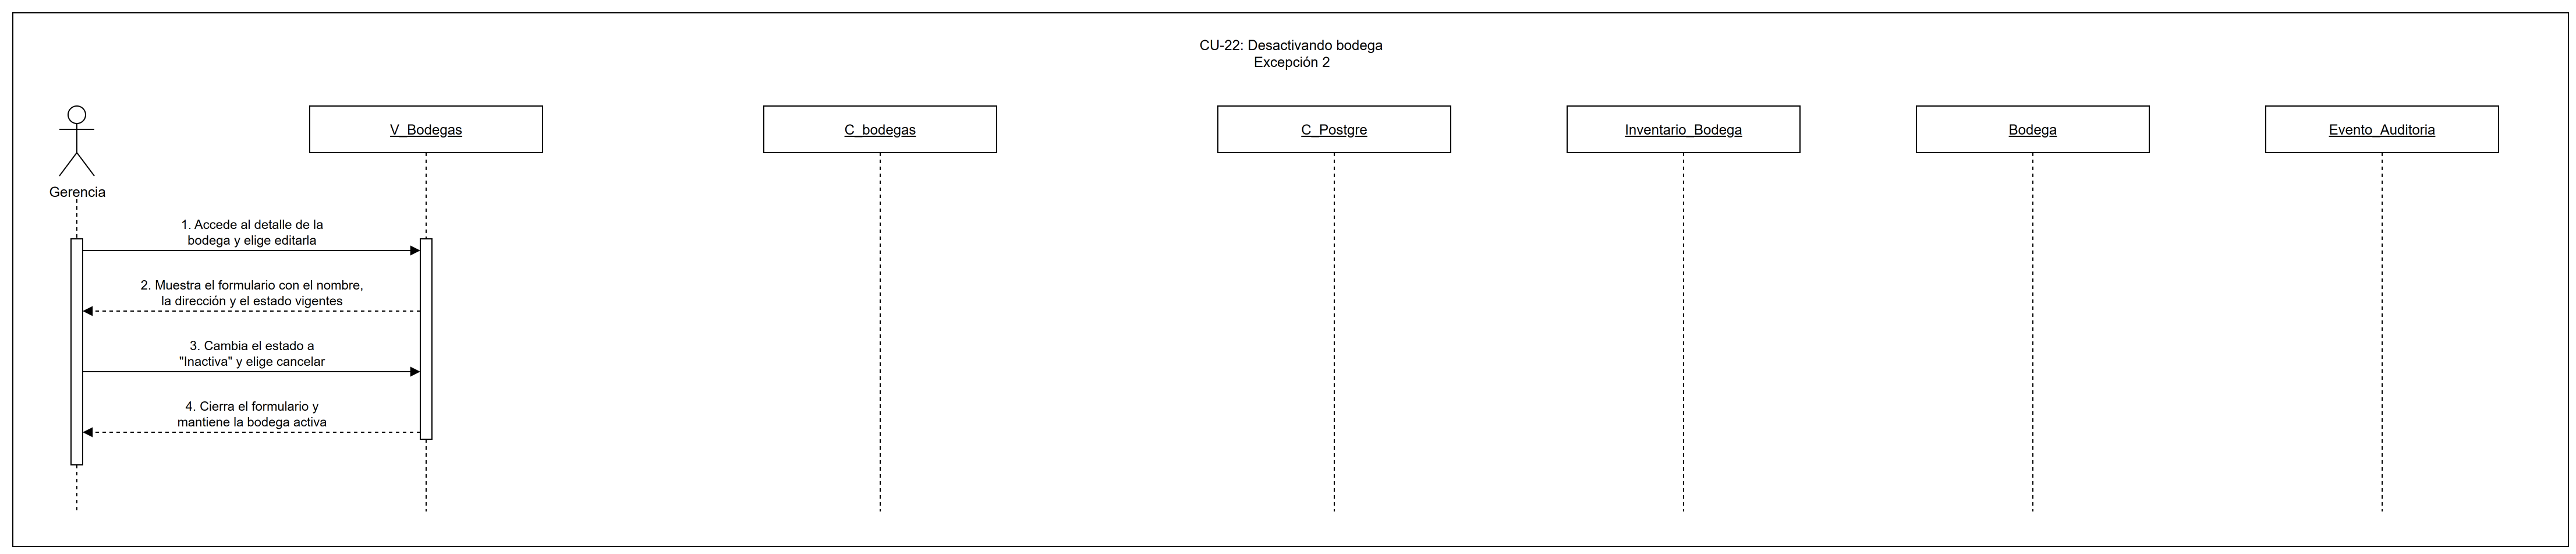 CU-22: Desactivando bodega
Excepción 2
V_Bodegas
C_bodegas
C_Postgre
Inventario_Bodega
Bodega
Evento_Auditoria
Gerencia
1. Accede al detalle de la
bodega y elige editarla
2. Muestra el formulario con el nombre,
la dirección y el estado vigentes
3. Cambia el estado a
"Inactiva" y elige cancelar
4. Cierra el formulario y
mantiene la bodega activa